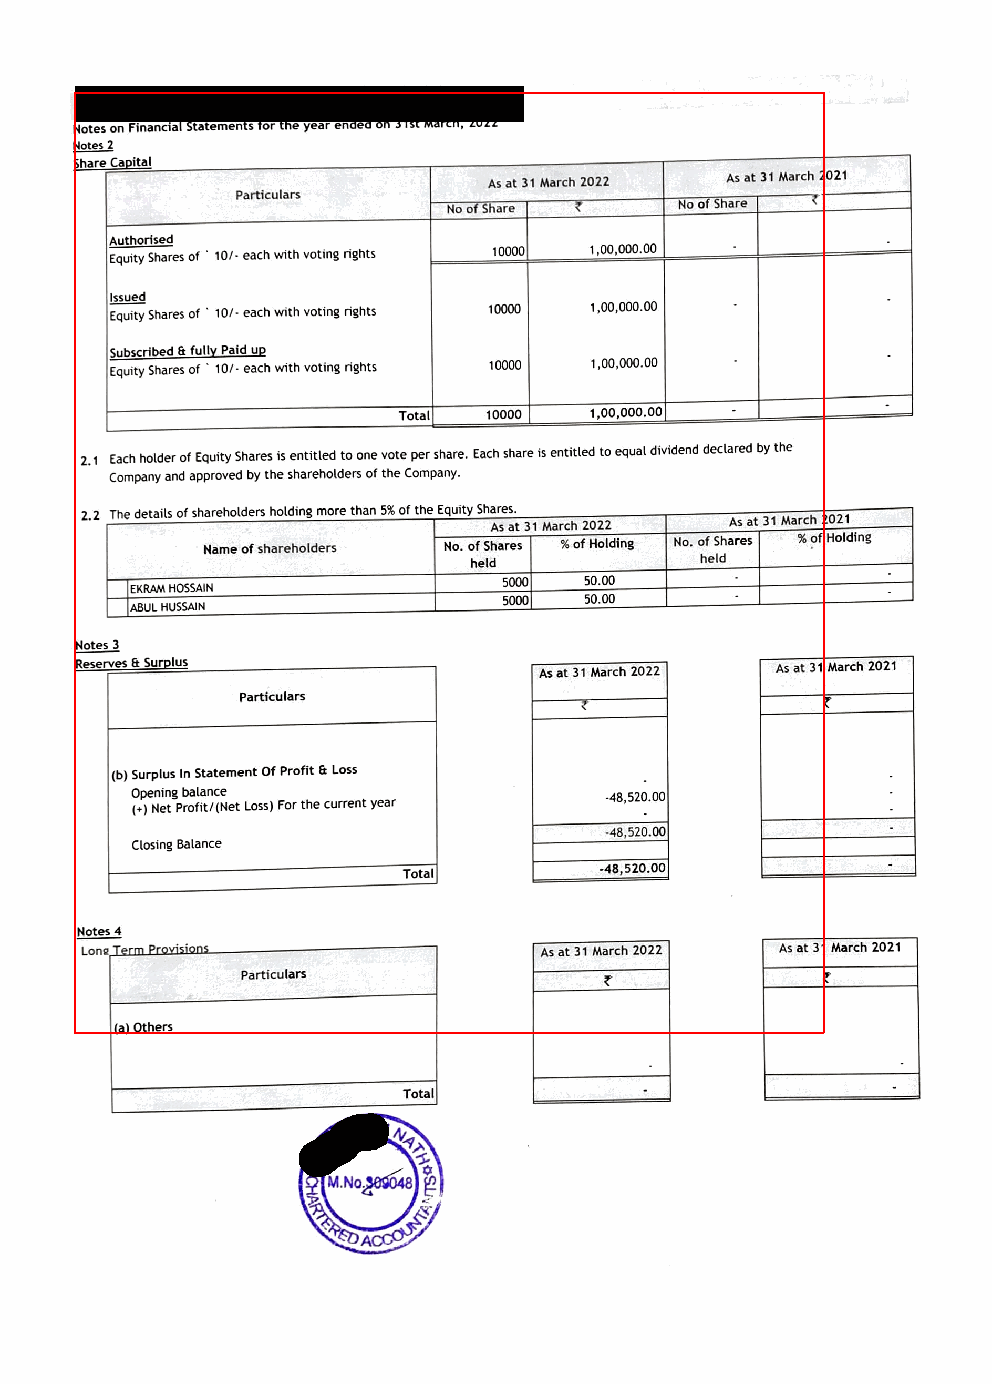 Notes on Financial Statements for the year ended on 31st March, 2022
Notes 2
Share Capital
Particulars As at 31 March 2022 As at 31 March 2021
No of Share ₹ No of Share ₹
Authorised
Equity Shares of ` 10/- each with voting rights 10000 1,00,000.00 - -
Issued
Equity Shares of ` 10/- each with voting rights 10000 1,00,000.00 - -
Subscribed & fully Paid up
Equity Shares of ` 10/- each with voting rights 10000 1,00,000.00 - -
Total 10000 1,00,000.00 - -
2.1 Each holder of Equity Shares is entitled to one vote per share. Each share is entitled to equal dividend declared by the
Company and approved by the shareholders of the Company.
2.2 The details of shareholders holding more than 5% of the Equity Shares.
Name of shareholders As at 31 March 2022 As at 31 March 2021
No. of Shares held % of Holding No. of Shares held % of Holding
EKRAM HOSSAIN 5000 50.00 - -
ABUL HUSSAIN 5000 50.00 - -
Notes 3
Reserves & Surplus
Particulars As at 31 March 2022 As at 31 March 2021
₹ ₹
(b) Surplus In Statement Of Profit & Loss
Opening balance - -
(+) Net Profit/(Net Loss) For the current year -48,520.00 -
- -
Closing Balance -48,520.00 -
Total -48,520.00 -
Notes 4
Long Term Provisions
Particulars As at 31 March 2022 As at 31 March 2021
₹ ₹
(a) Others
- -
Total - -
NATH
M.No.309048
CHARTERED ACCOUNTANTS